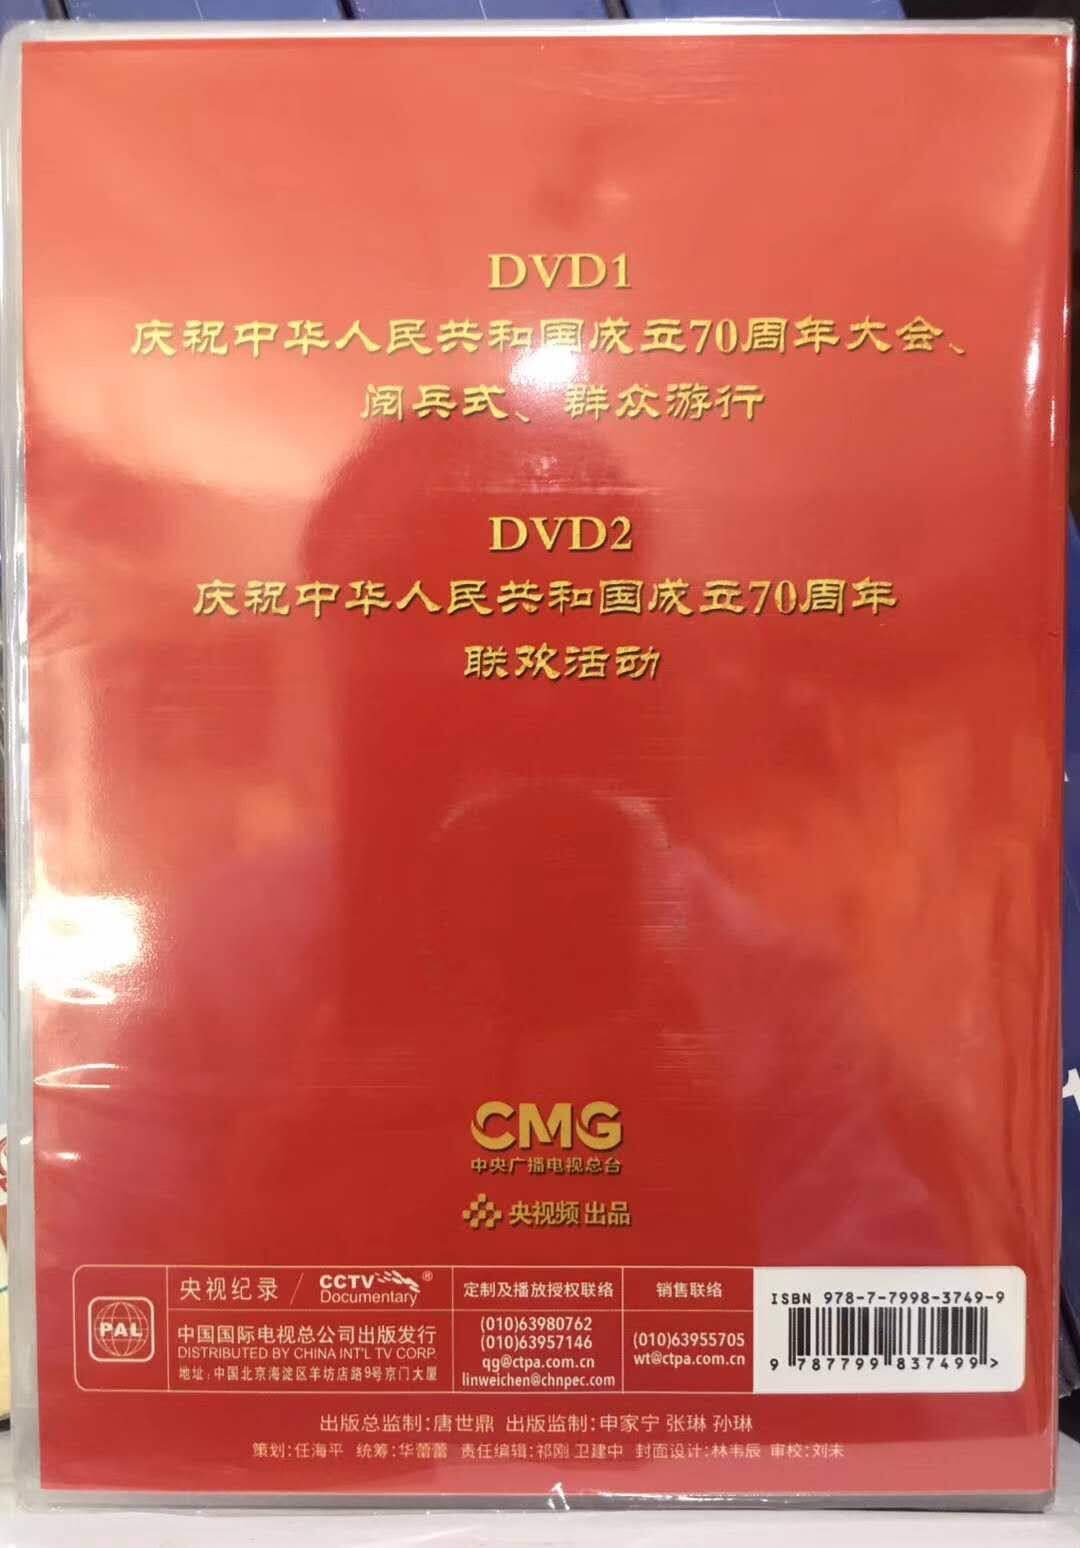 DVD1
庆祝中华人民共和国成立70周年大会、
阅兵式、群众游行
DVD2
庆祝中华人民共和国成立70周年
联欢活动
CMG
中央广播电视总台
央视频 出品
PAL
央视纪录 / CCTV®
Documentary
中国国际电视总公司出版发行
DISTRIBUTED BY CHINA INT'L TV CORP.
地址:中国北京海淀区羊坊店路9号京门大厦
定制及播放授权联络
(010)63980762
(010)63957146
qg@ctpa.com.cn
linweichen@chnpec.com
销售联络
(010)63955705
wt@ctpa.com.cn
ISBN 978-7-7998-3749-9
9 787799 837499 >
出版总监制:唐世鼎 出版监制:申家宁 张琳 孙琳
策划:任海平 统筹:华蕾蕾 责任编辑:祁刚 卫建中 封面设计:林韦辰 审校:刘未